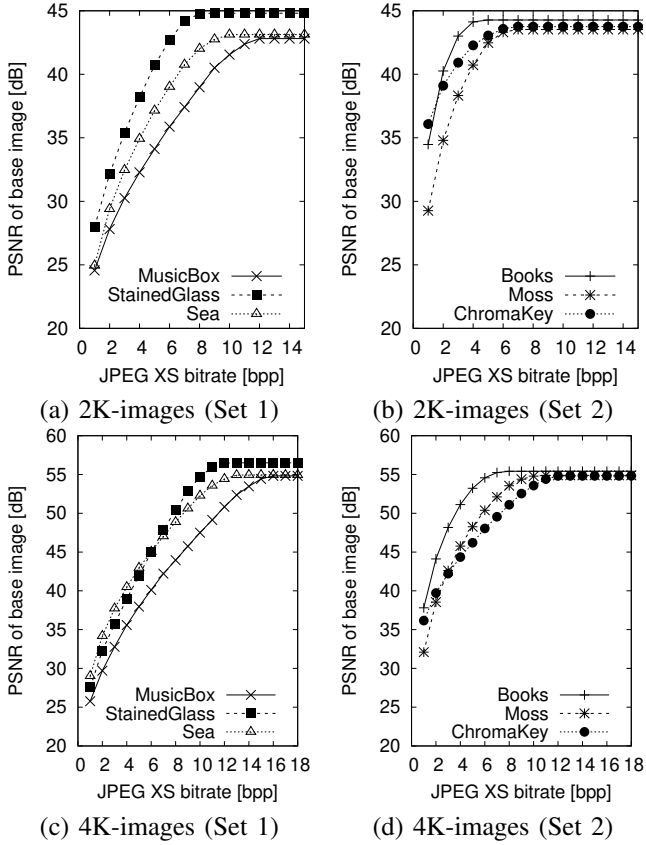 PSNR of base image [dB]
45
40
35
30
25
20
MusicBox
StainedGlass
Sea
0 2 4 6 8 10 12 14
JPEG XS bitrate [bpp]
(a) 2K-images (Set 1)
PSNR of base image [dB]
45
40
35
30
25
20
Books
Moss
ChromaKey
0 2 4 6 8 10 12 14
JPEG XS bitrate [bpp]
(b) 2K-images (Set 2)
PSNR of base image [dB]
60
55
50
45
40
35
30
25
20
MusicBox
StainedGlass
Sea
0 2 4 6 8 10 12 14 16 18
JPEG XS bitrate [bpp]
(c) 4K-images (Set 1)
PSNR of base image [dB]
60
55
50
45
40
35
30
25
20
Books
Moss
ChromaKey
0 2 4 6 8 10 12 14 16 18
JPEG XS bitrate [bpp]
(d) 4K-images (Set 2)